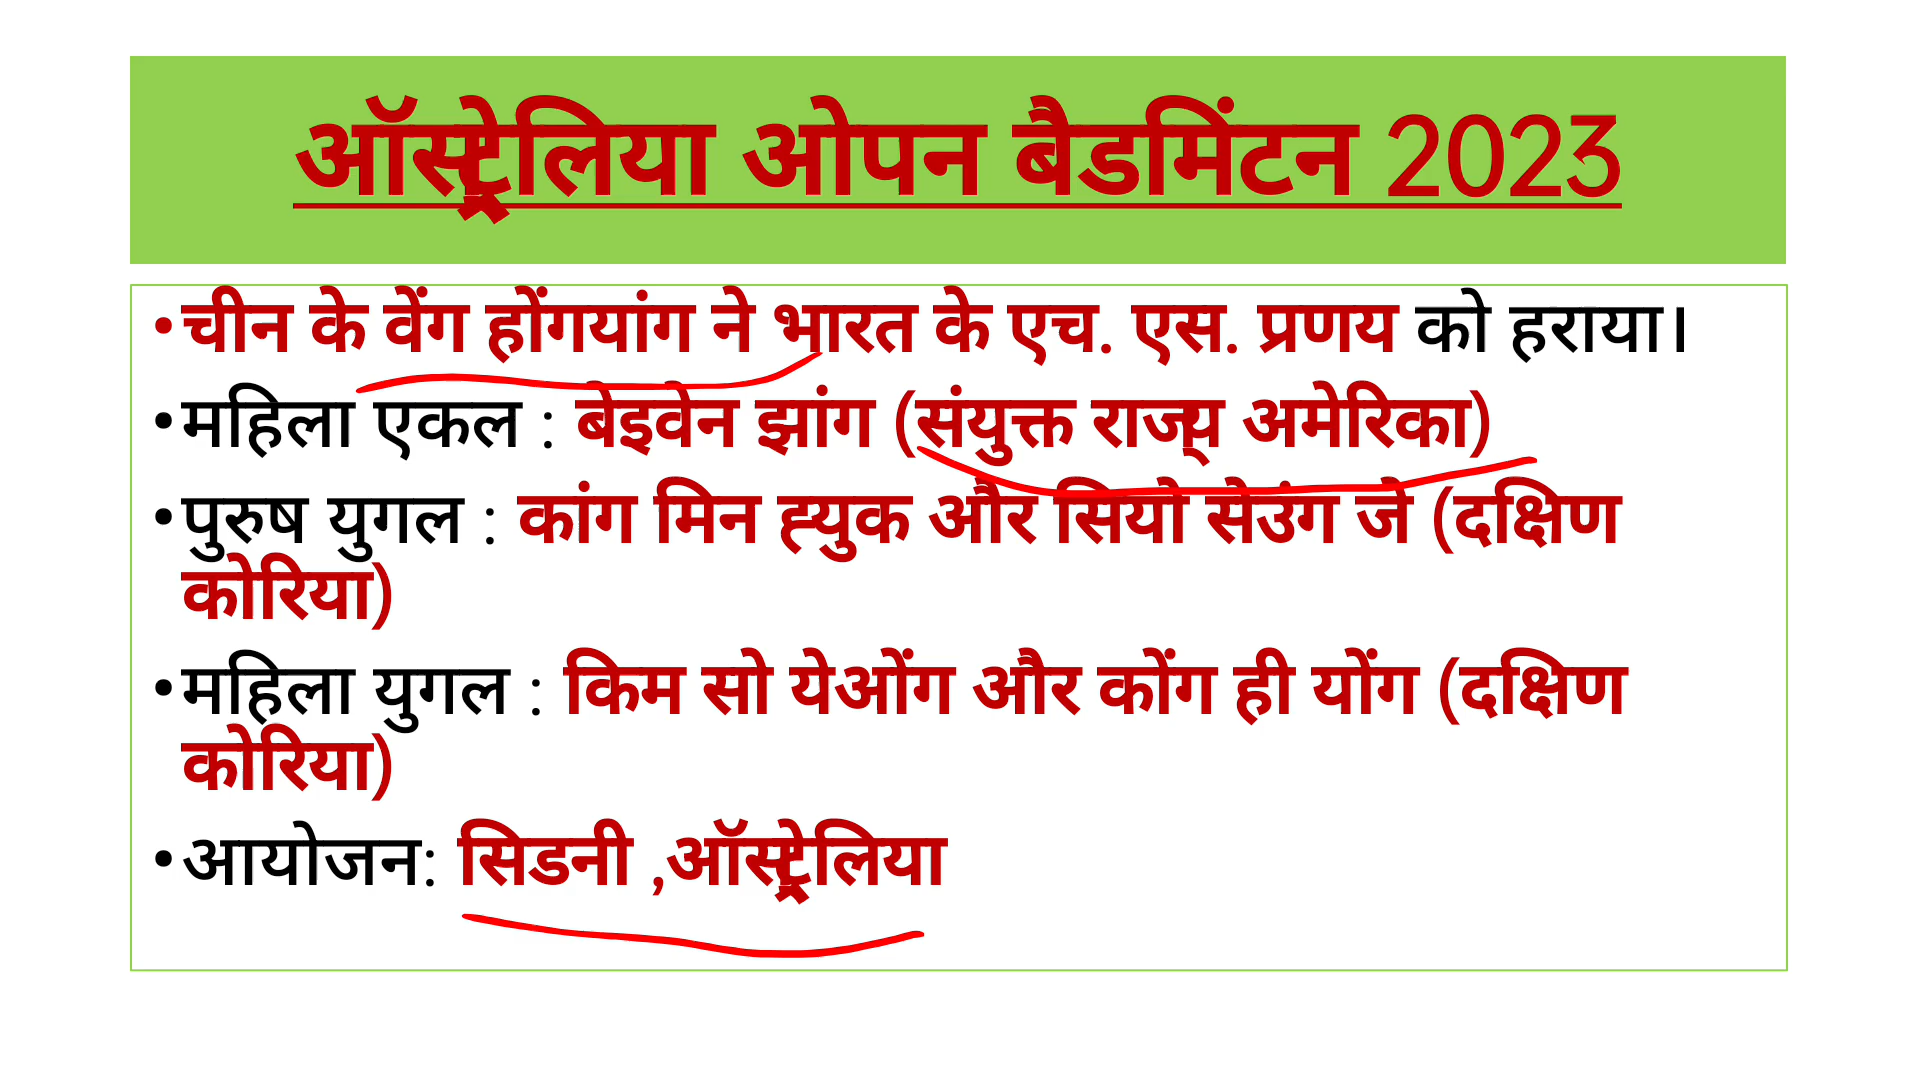 ऑस्ट्रेलिया ओपन बैडमिंटन 2023
•चीन के वेंग होंगयांग ने भारत के एच. एस. प्रणय को हराया।
•महिला एकल : बेइवेन झांग (संयुक्त राज्य अमेरिका)
•पुरुष युगल : कांग मिन ह्युक और सियो सेउंग जे (दक्षिण
कोरिया)
•महिला युगल : किम सो येओंग और कोंग ही योंग (दक्षिण
कोरिया)
•आयोजन: सिडनी ,ऑस्ट्रेलिया